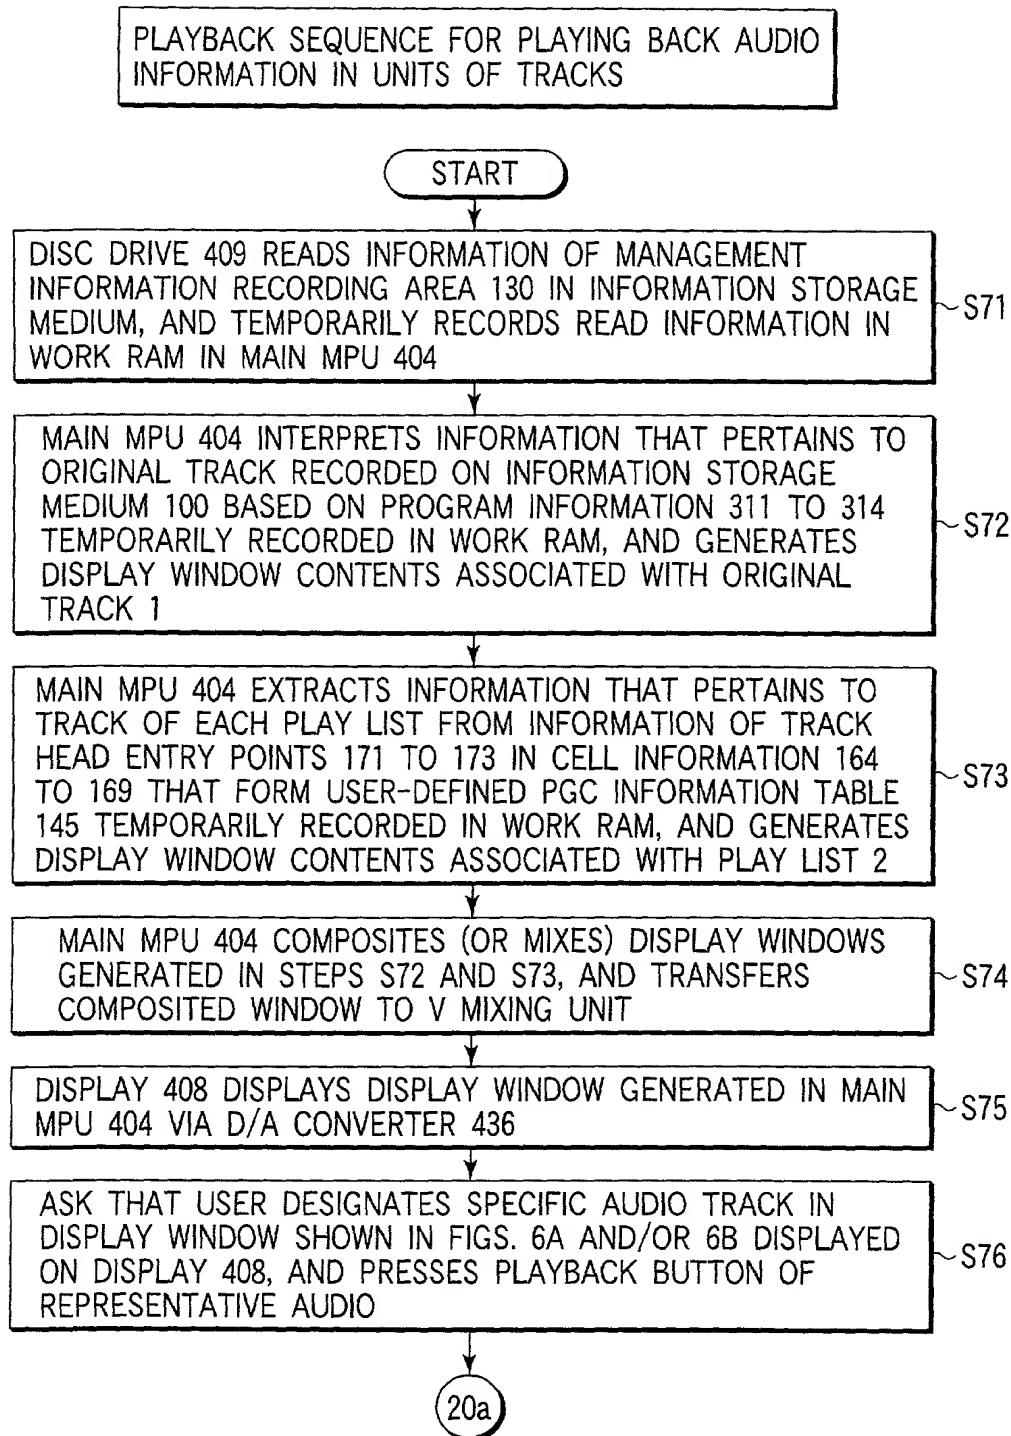 PLAYBACK SEQUENCE FOR PLAYING BACK AUDIO
INFORMATION IN UNITS OF TRACKS
START
DISC DRIVE 409 READS INFORMATION OF MANAGEMENT
INFORMATION RECORDING AREA 130 IN INFORMATION STORAGE
MEDIUM, AND TEMPORARILY RECORDS READ INFORMATION IN
WORK RAM IN MAIN MPU 404
S71
MAIN MPU 404 INTERPRETS INFORMATION THAT PERTAINS TO
ORIGINAL TRACK RECORDED ON INFORMATION STORAGE
MEDIUM 100 BASED ON PROGRAM INFORMATION 311 TO 314
TEMPORARILY RECORDED IN WORK RAM, AND GENERATES
DISPLAY WINDOW CONTENTS ASSOCIATED WITH ORIGINAL
TRACK 1
S72
MAIN MPU 404 EXTRACTS INFORMATION THAT PERTAINS TO
TRACK OF EACH PLAY LIST FROM INFORMATION OF TRACK
HEAD ENTRY POINTS 171 TO 173 IN CELL INFORMATION 164
TO 169 THAT FORM USER-DEFINED PGC INFORMATION TABLE
145 TEMPORARILY RECORDED IN WORK RAM, AND GENERATES
DISPLAY WINDOW CONTENTS ASSOCIATED WITH PLAY LIST 2
S73
MAIN MPU 404 COMPOSITES (OR MIXES) DISPLAY WINDOWS
GENERATED IN STEPS S72 AND S73, AND TRANSFERS
COMPOSITED WINDOW TO V MIXING UNIT
S74
DISPLAY 408 DISPLAYS DISPLAY WINDOW GENERATED IN MAIN
MPU 404 VIA D/A CONVERTER 436
S75
ASK THAT USER DESIGNATES SPECIFIC AUDIO TRACK IN
DISPLAY WINDOW SHOWN IN FIGS. 6A AND/OR 6B DISPLAYED
ON DISPLAY 408, AND PRESSES PLAYBACK BUTTON OF
REPRESENTATIVE AUDIO
S76
20a